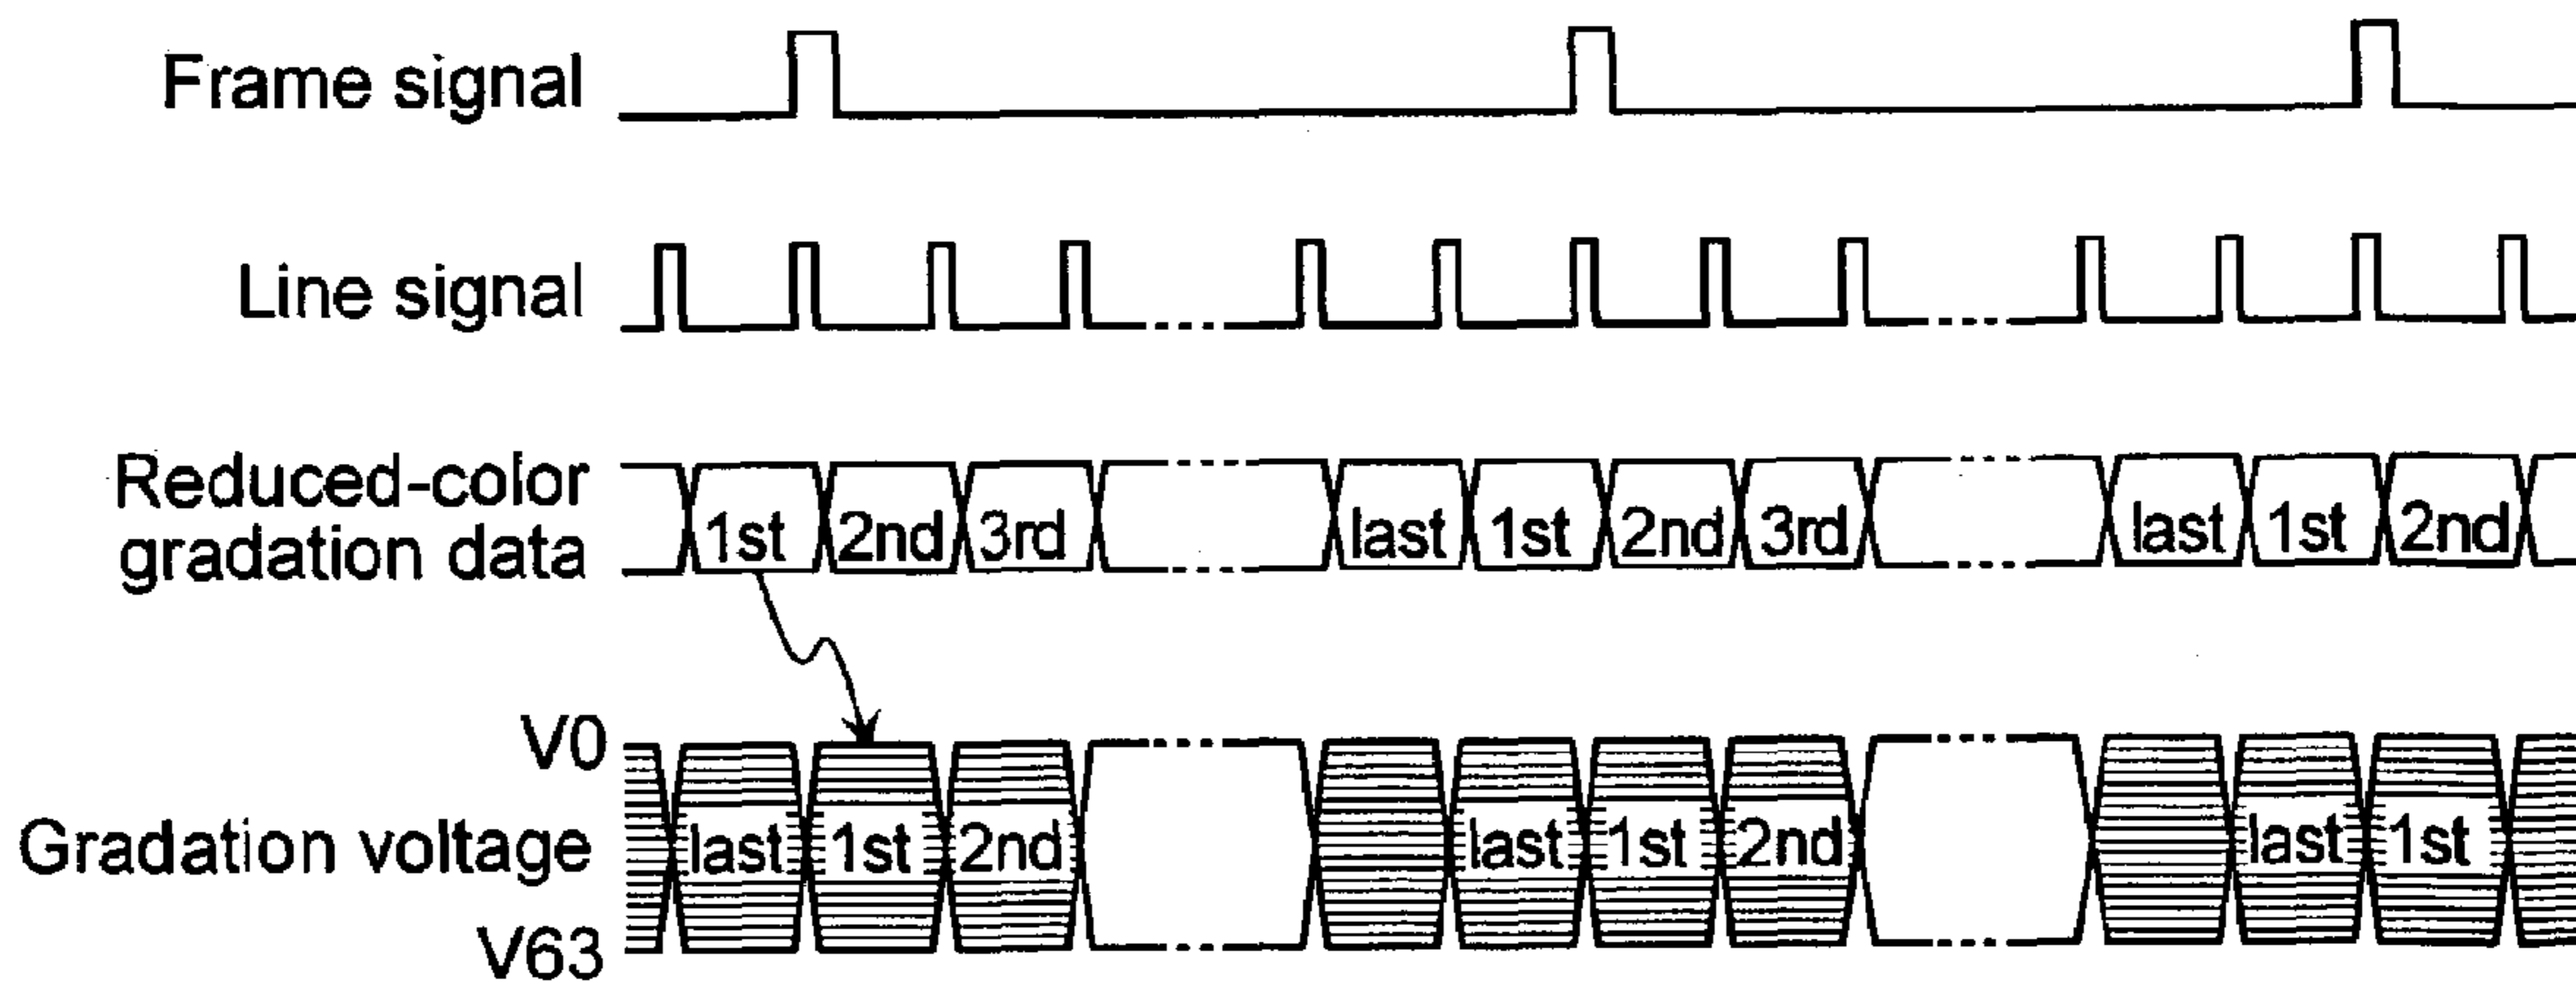 Frame signal
Line signal
Reduced-color
gradation data
1st 2nd 3rd last 1st 2nd 3rd last 1st 2nd
V0
Gradation voltage
last 1st 2nd last 1st 2nd last 1st
V63